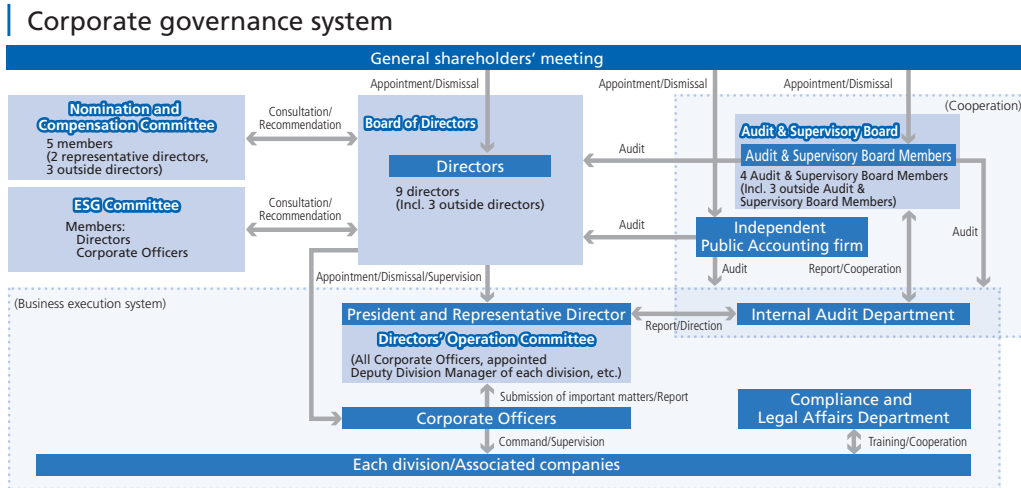 Corporate governance system
General shareholders' meeting
Appointment/Dismissal
Appointment/Dismissal
Appointment/Dismissal
(Cooperation)
Nomination and
Compensation Committee
5 members
(2 representative directors,
3 outside directors)
Consultation/
Recommendation
Board of Directors
Directors
9 directors
(Incl. 3 outside directors)
Audit
Audit & Supervisory Board
Audit & Supervisory Board Members
4 Audit & Supervisory Board Members
(Incl. 3 outside Audit &
Supervisory Board Members)
ESG Committee
Members:
Directors
Corporate Officers
Consultation/
Recommendation
Audit
Independent
Public Accounting firm
Audit
Appointment/Dismissal/Supervision
Audit
Report/Cooperation
(Business execution system)
President and Representative Director
Report/Direction
Internal Audit Department
Directors' Operation Committee
(All Corporate Officers, appointed
Deputy Division Manager of each division, etc.)
Submission of important matters/Report
Corporate Officers
Compliance and
Legal Affairs Department
Command/Supervision
Training/Cooperation
Each division/Associated companies